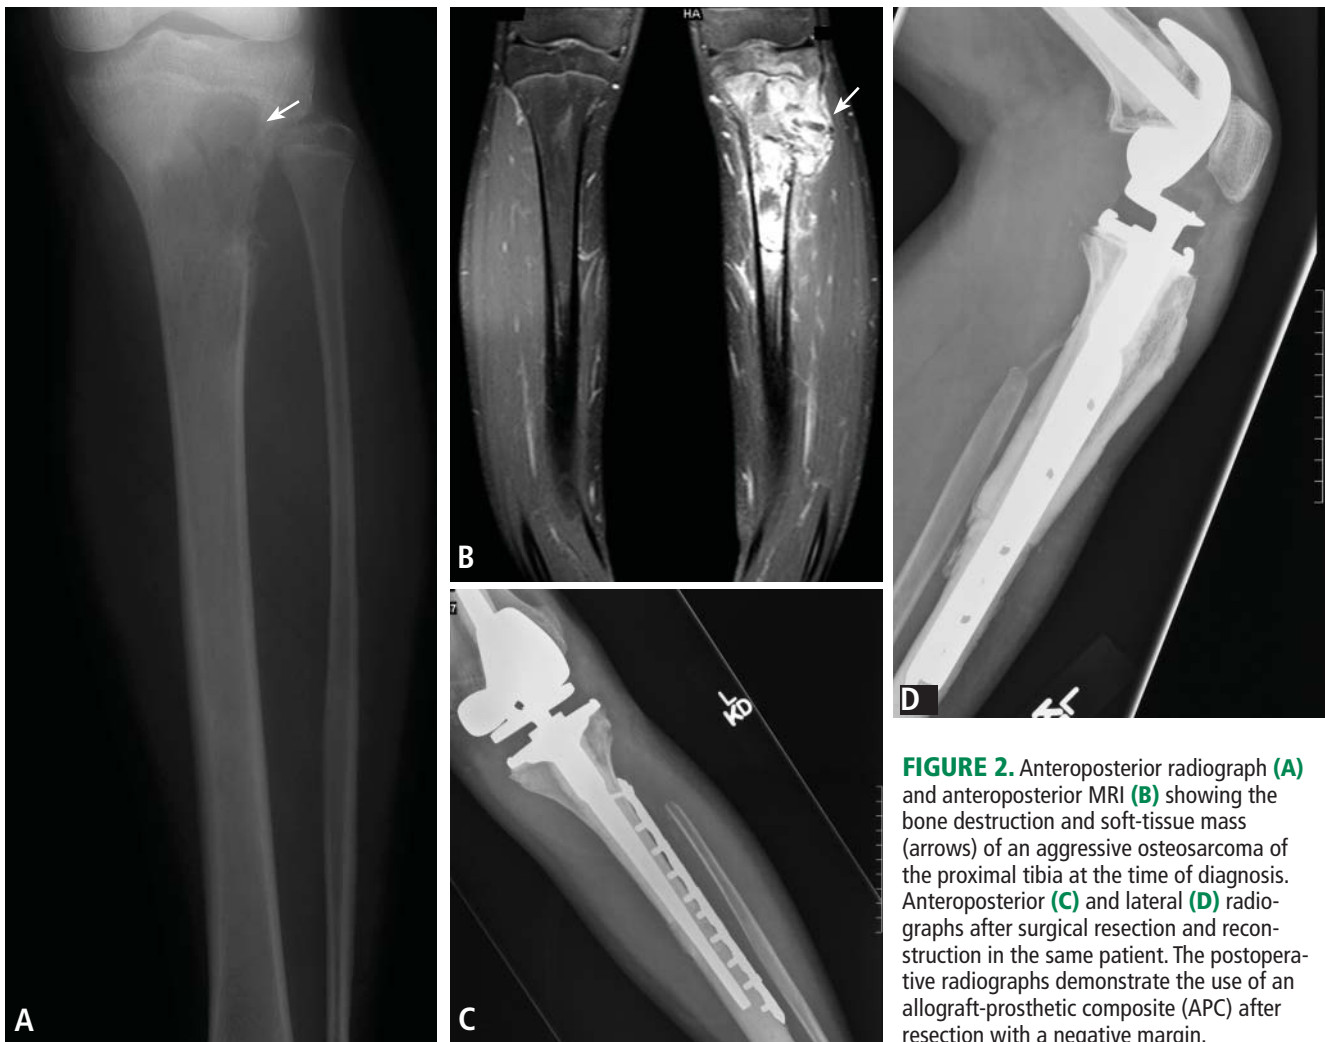 HA
A
B
7
L
KD
C
D
L
FIGURE 2. Anteroposterior radiograph (A)
and anteroposterior MRI (B) showing the
bone destruction and soft-tissue mass
(arrows) of an aggressive osteosarcoma of
the proximal tibia at the time of diagnosis.
Anteroposterior (C) and lateral (D) radio-
graphs after surgical resection and recon-
struction in the same patient. The postopera-
tive radiographs demonstrate the use of an
allograft-prosthetic composite (APC) after
resection with a negative margin.